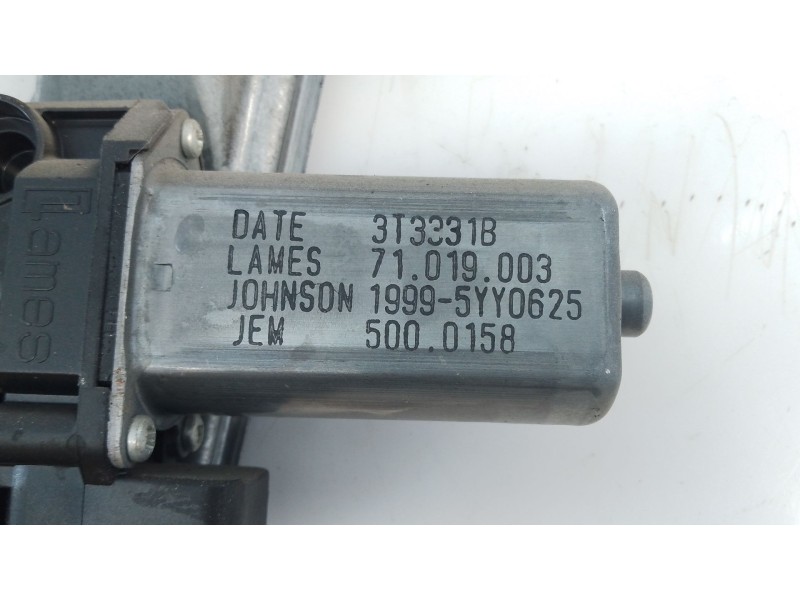 DATE 3T3331B
LAMES 71.019.003
JOHNSON 1999-5YY0625
JEM 500.0158
Lames